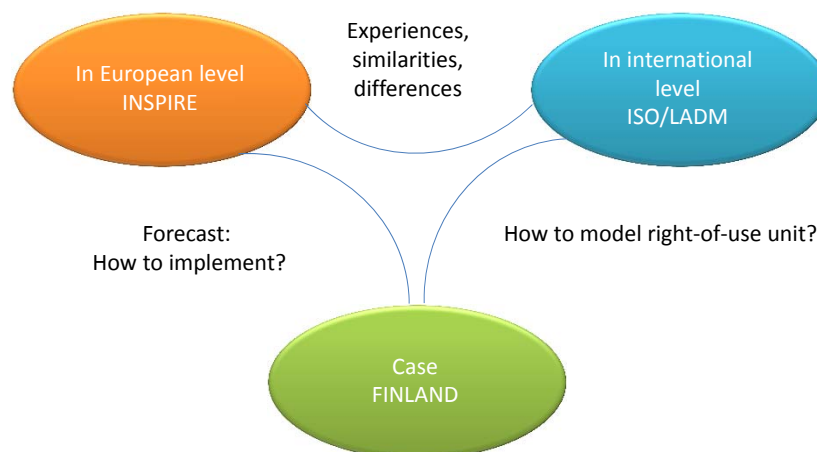 In European level
INSPIRE
Experiences,
similarities,
differences
In international
level
ISO/LADM
Forecast:
How to implement?
How to model right-of-use unit?
Case
FINLAND